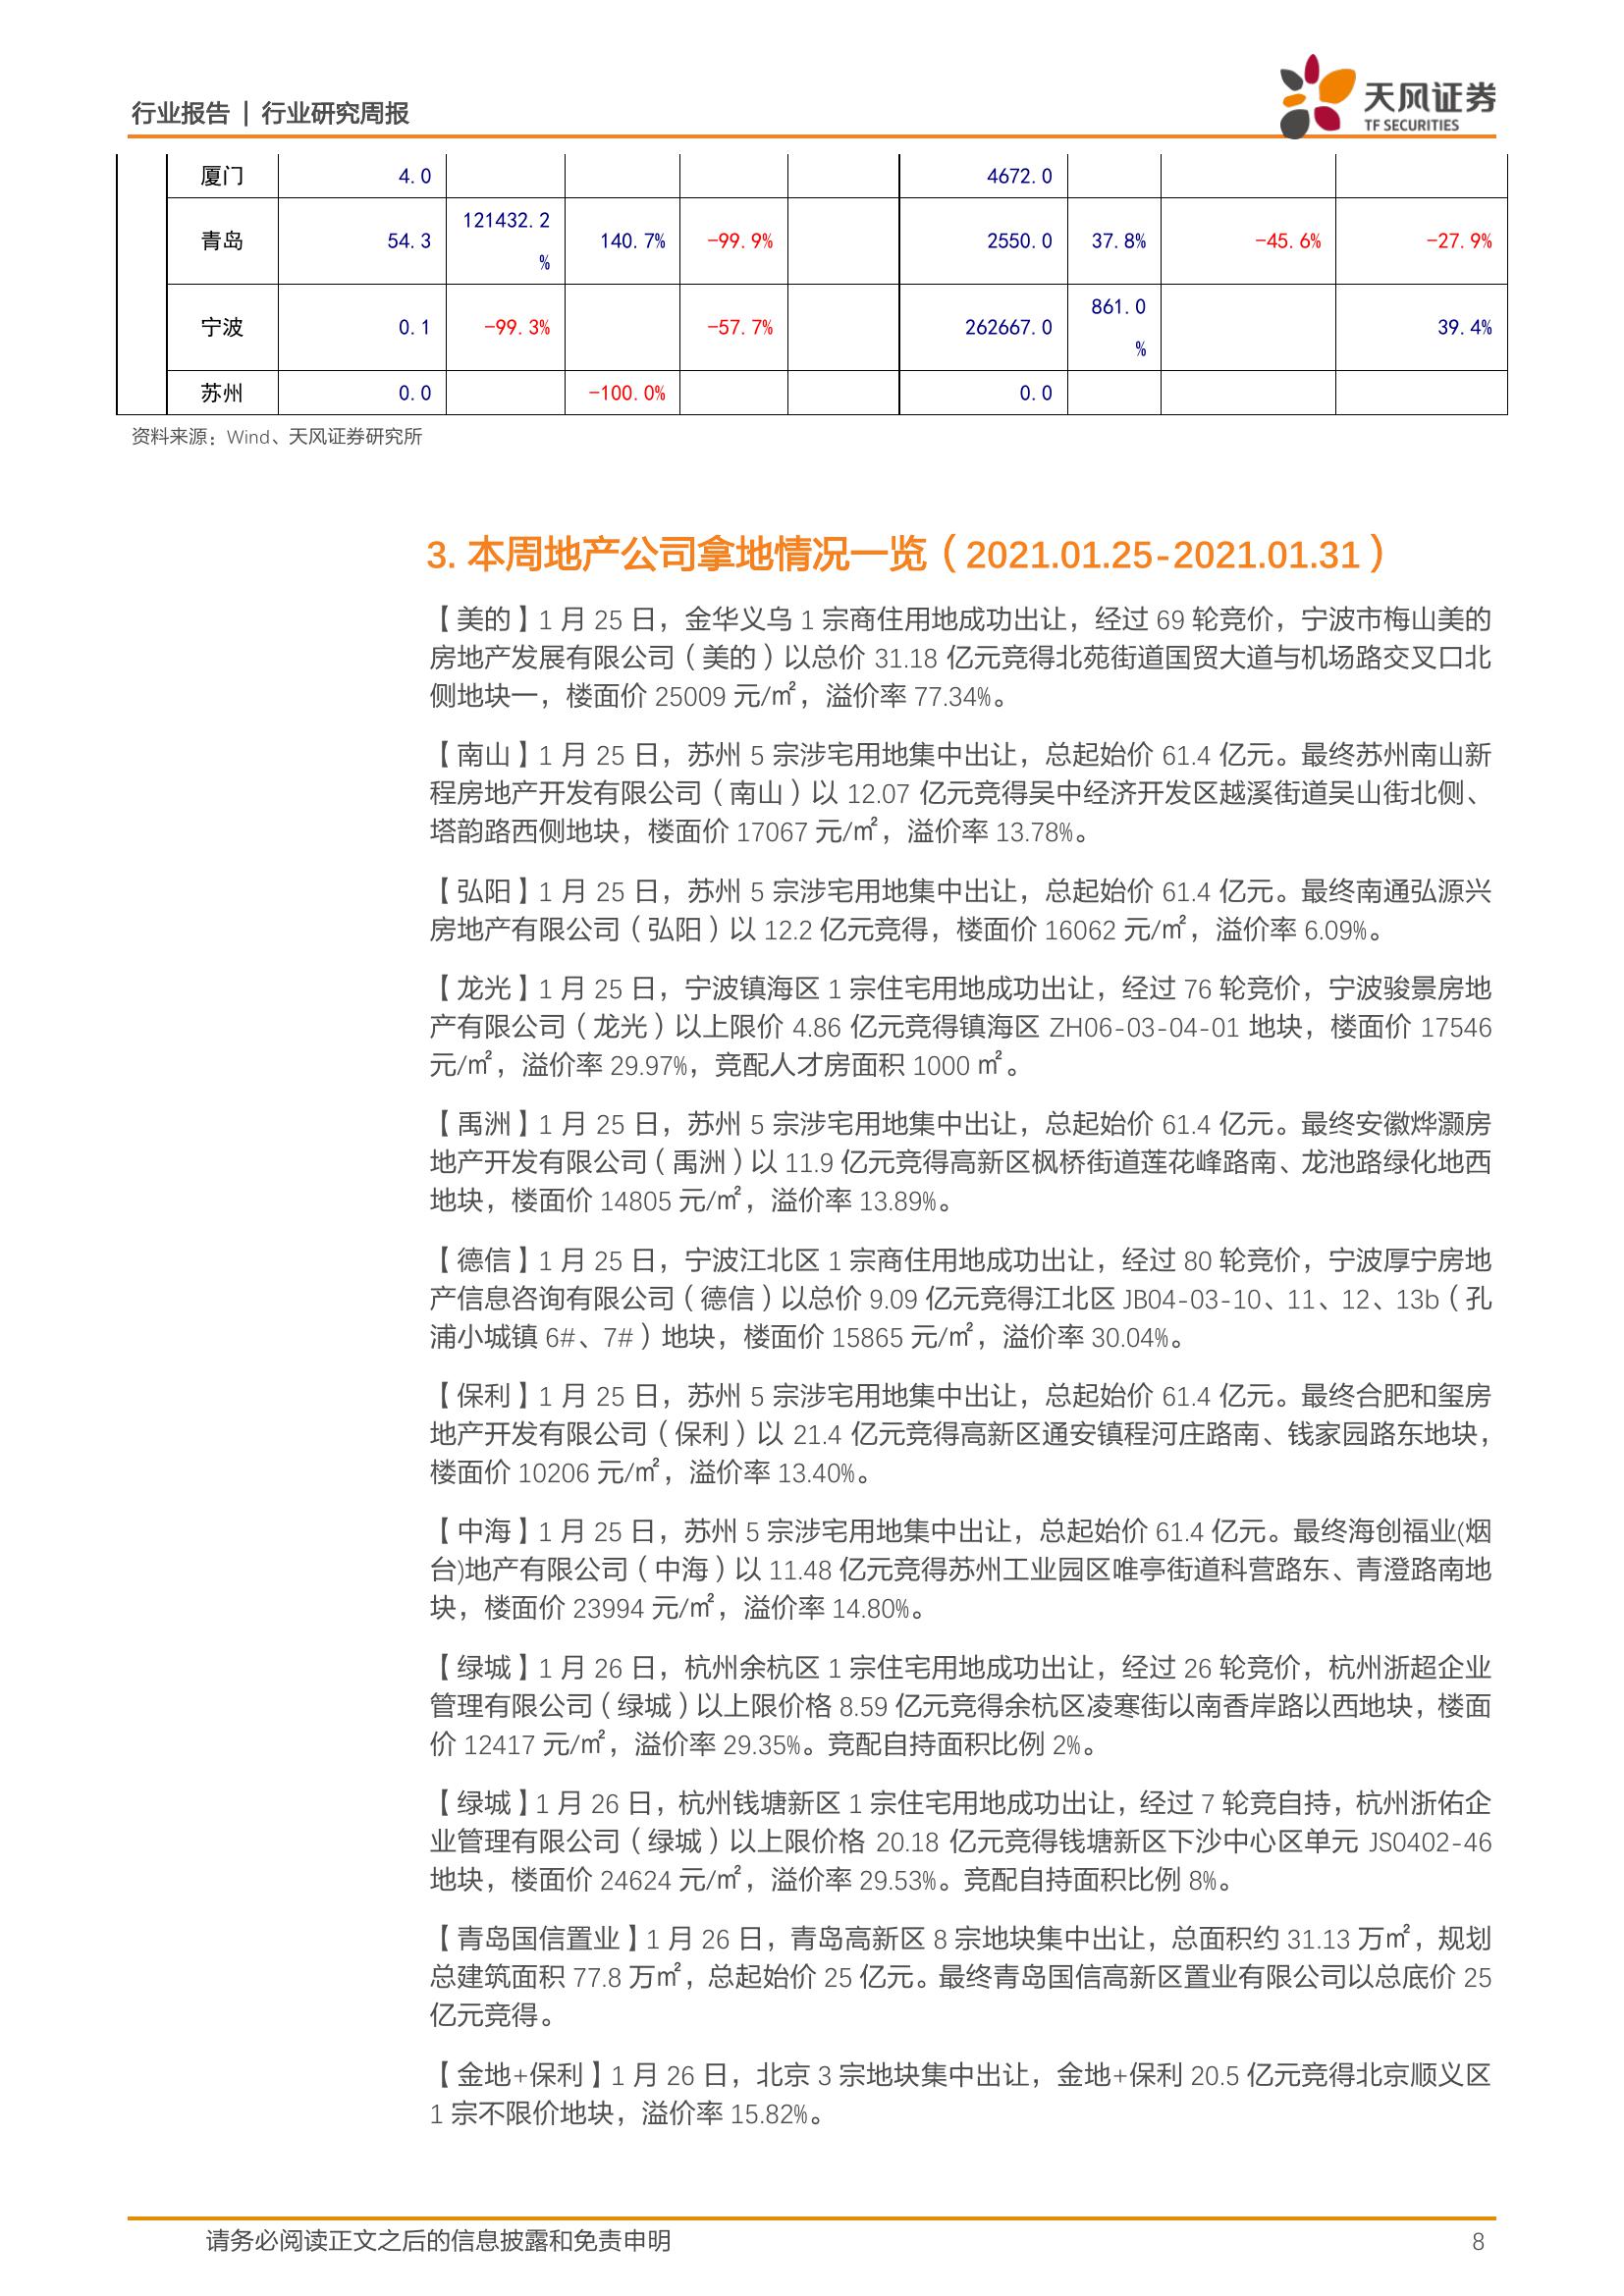 行业报告 | 行业研究周报
天风证券
TF SECURITIES
厦门 4.0 4672.0
青岛 54.3 121432.2% 140.7% -99.9% 2550.0 37.8% -45.6% -27.9%
宁波 0.1 -99.3% -57.7% 262667.0 861.0% 39.4%
苏州 0.0 -100.0% 0.0
资料来源：Wind、天风证券研究所
3. 本周地产公司拿地情况一览（2021.01.25-2021.01.31）
【美的】1 月 25 日，金华义乌 1 宗商住用地成功出让，经过 69 轮竞价，宁波市梅山美的
房地产发展有限公司（美的）以总价 31.18 亿元竞得北苑街道国贸大道与机场路交叉口北
侧地块一，楼面价 25009 元/㎡，溢价率 77.34%。
【南山】1 月 25 日，苏州 5 宗涉宅用地集中出让，总起始价 61.4 亿元。最终苏州南山新
程房地产开发有限公司（南山）以 12.07 亿元竞得吴中经济开发区越溪街道吴山街北侧、
塔韵路西侧地块，楼面价 17067 元/㎡，溢价率 13.78%。
【弘阳】1 月 25 日，苏州 5 宗涉宅用地集中出让，总起始价 61.4 亿元。最终南通弘源兴
房地产有限公司（弘阳）以 12.2 亿元竞得，楼面价 16062 元/㎡，溢价率 6.09%。
【龙光】1 月 25 日，宁波镇海区 1 宗住宅用地成功出让，经过 76 轮竞价，宁波骏景房地
产有限公司（龙光）以上限价 4.86 亿元竞得镇海区 ZH06-03-04-01 地块，楼面价 17546
元/㎡，溢价率 29.97%，竞配人才房面积 1000 ㎡。
【禹洲】1 月 25 日，苏州 5 宗涉宅用地集中出让，总起始价 61.4 亿元。最终安徽烨灏房
地产开发有限公司（禹洲）以 11.9 亿元竞得高新区枫桥街道莲花峰路南、龙池路绿化地西
地块，楼面价 14805 元/㎡，溢价率 13.89%。
【德信】1 月 25 日，宁波江北区 1 宗商住用地成功出让，经过 80 轮竞价，宁波厚宁房地
产信息咨询有限公司（德信）以总价 9.09 亿元竞得江北区 JB04-03-10、11、12、13b（孔
浦小城镇 6#、7#）地块，楼面价 15865 元/㎡，溢价率 30.04%。
【保利】1 月 25 日，苏州 5 宗涉宅用地集中出让，总起始价 61.4 亿元。最终合肥和玺房
地产开发有限公司（保利）以 21.4 亿元竞得高新区通安镇程河庄路南、钱家园路东地块，
楼面价 10206 元/㎡，溢价率 13.40%。
【中海】1 月 25 日，苏州 5 宗涉宅用地集中出让，总起始价 61.4 亿元。最终海创福业(烟
台)地产有限公司（中海）以 11.48 亿元竞得苏州工业园区唯亭街道科营路东、青澄路南地
块，楼面价 23994 元/㎡，溢价率 14.80%。
【绿城】1 月 26 日，杭州余杭区 1 宗住宅用地成功出让，经过 26 轮竞价，杭州浙超企业
管理有限公司（绿城）以上限价格 8.59 亿元竞得余杭区凌寒街以南香岸路以西地块，楼面
价 12417 元/㎡，溢价率 29.35%。竞配自持面积比例 2%。
【绿城】1 月 26 日，杭州钱塘新区 1 宗住宅用地成功出让，经过 7 轮竞自持，杭州浙佑企
业管理有限公司（绿城）以上限价格 20.18 亿元竞得钱塘新区下沙中心区单元 JS0402-46
地块，楼面价 24624 元/㎡，溢价率 29.53%。竞配自持面积比例 8%。
【青岛国信置业】1 月 26 日，青岛高新区 8 宗地块集中出让，总面积约 31.13 万㎡，规划
总建筑面积 77.8 万㎡，总起始价 25 亿元。最终青岛国信高新区置业有限公司以总底价 25
亿元竞得。
【金地+保利】1 月 26 日，北京 3 宗地块集中出让，金地+保利 20.5 亿元竞得北京顺义区
1 宗不限价地块，溢价率 15.82%。
请务必阅读正文之后的信息披露和免责申明 8